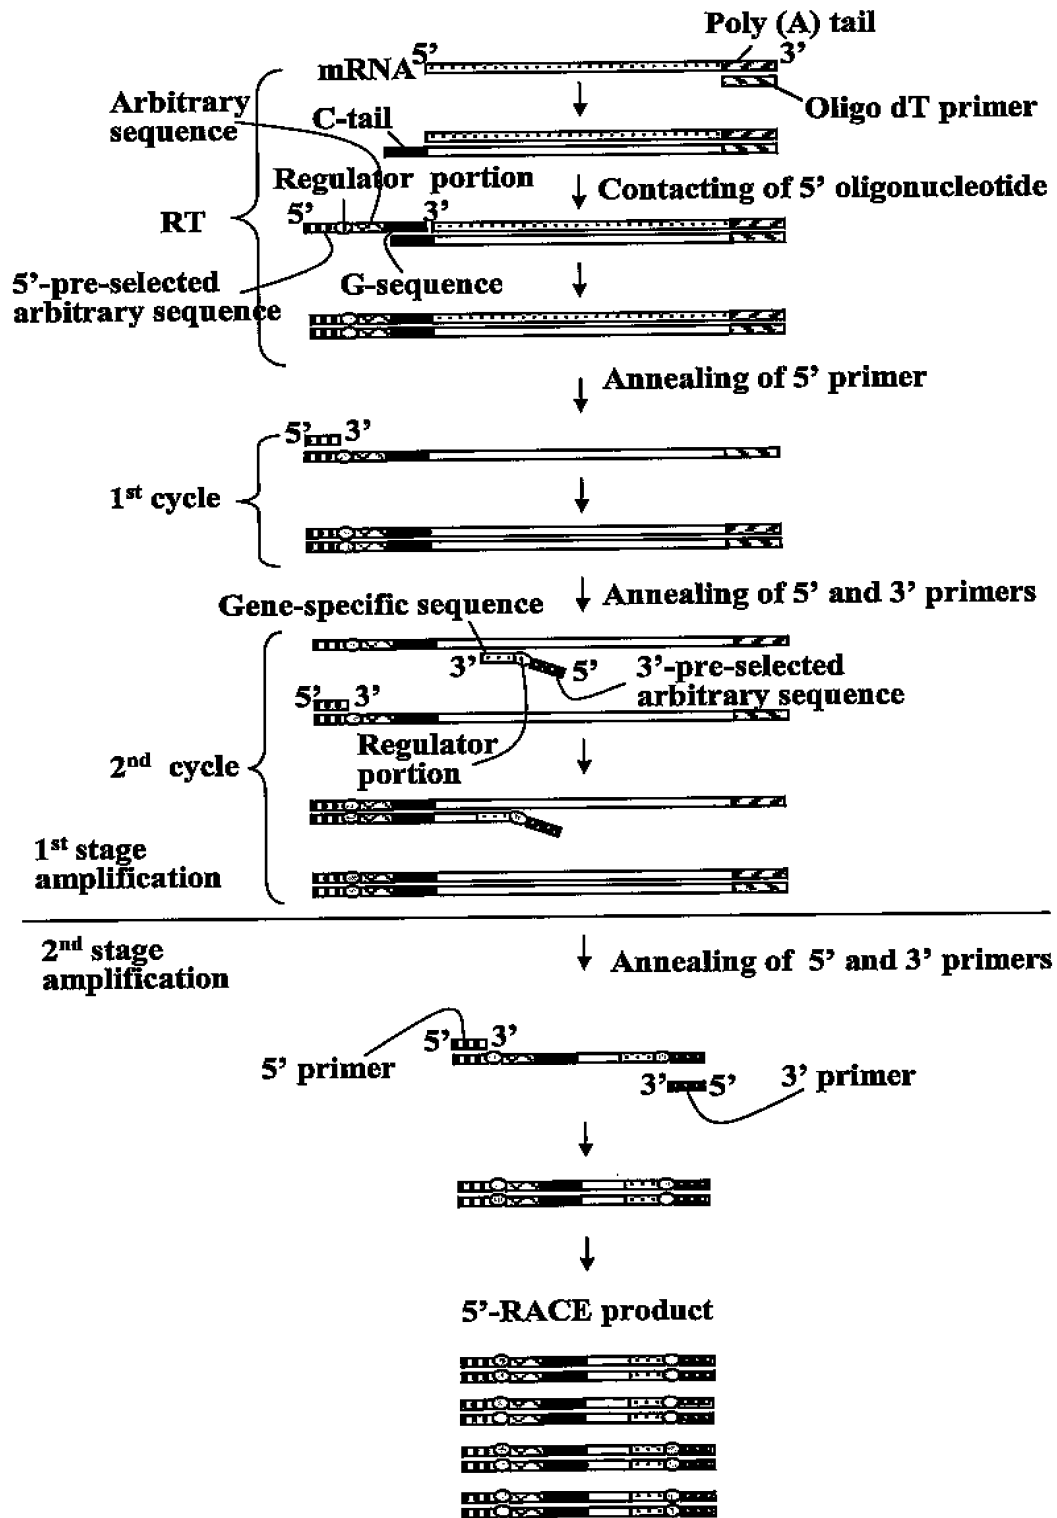 Poly (A) tail
5’
3’
mRNA
Oligo dT primer
Arbitrary
sequence
C-tail
Regulator portion
Contacting of 5’ oligonucleotide
5’
3’
RT
5’-pre-selected
arbitrary sequence
G-sequence
Annealing of 5’ primer
5’
3’
1st cycle
Annealing of 5’ and 3’ primers
Gene-specific sequence
3’
5’
3’-pre-selected
arbitrary sequence
5’
3’
Regulator
portion
2nd cycle
1st stage
amplification
2nd stage
amplification
Annealing of 5’ and 3’ primers
5’
3’
5’ primer
3’
5’
3’ primer
5’-RACE product